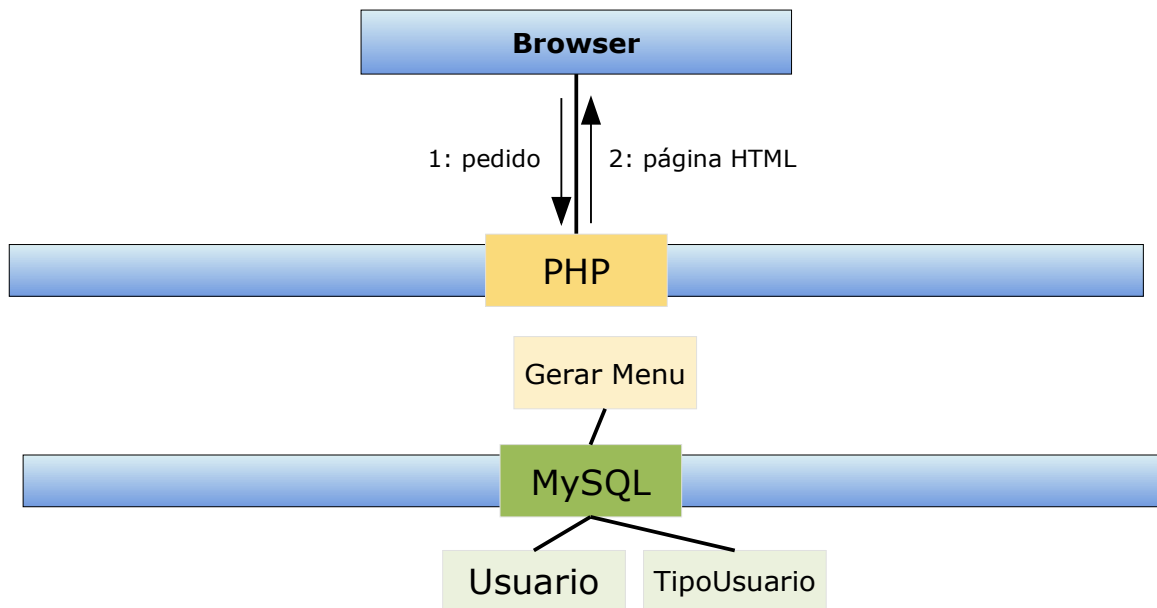 Browser
1: pedido
2: página HTML
PHP
Gerar Menu
MySQL
Usuario
TipoUsuario